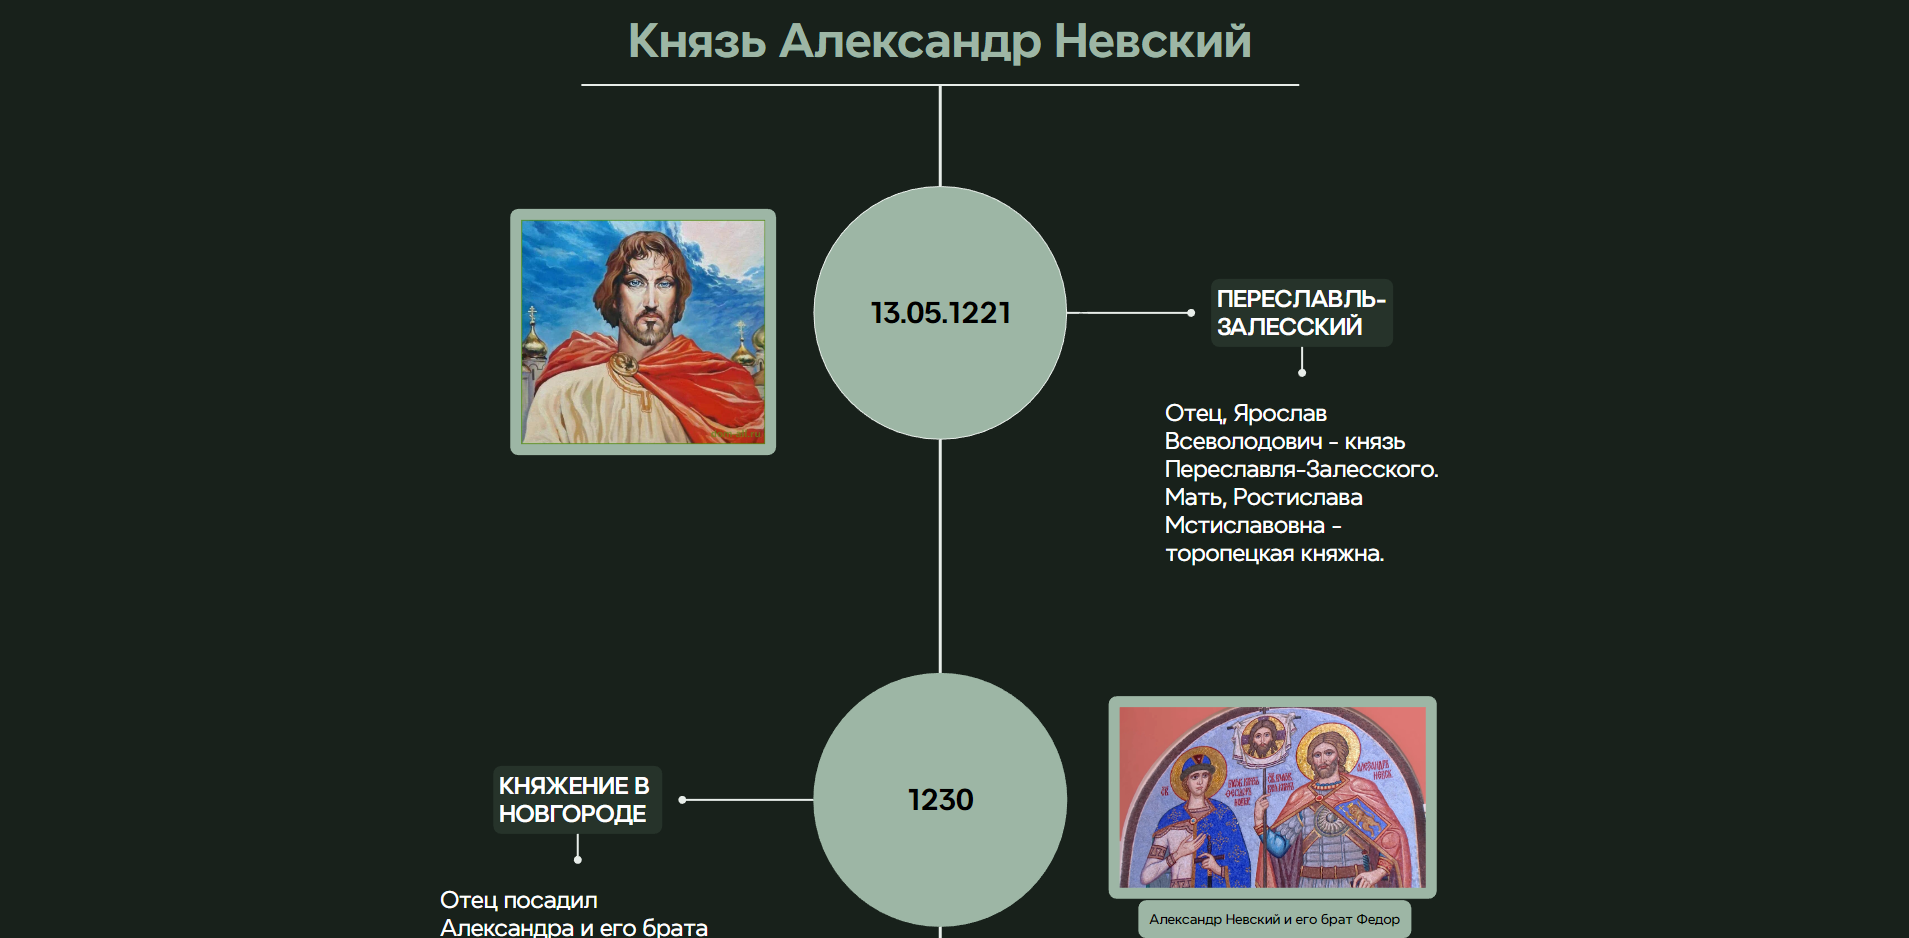 Князь Александр Невский
13.05.1221
ПЕРЕСЛАВЛЬ-
ЗАЛЕССКИЙ
Отец, Ярослав
Всеволодович - князь
Переславля-Залесского.
Мать, Ростислава
Мстиславовна -
торопецкая княжна.
1230
КНЯЖЕНИЕ В
НОВГОРОДЕ
Отец посадил
Александра и его брата
Александр Невский и его брат Федор